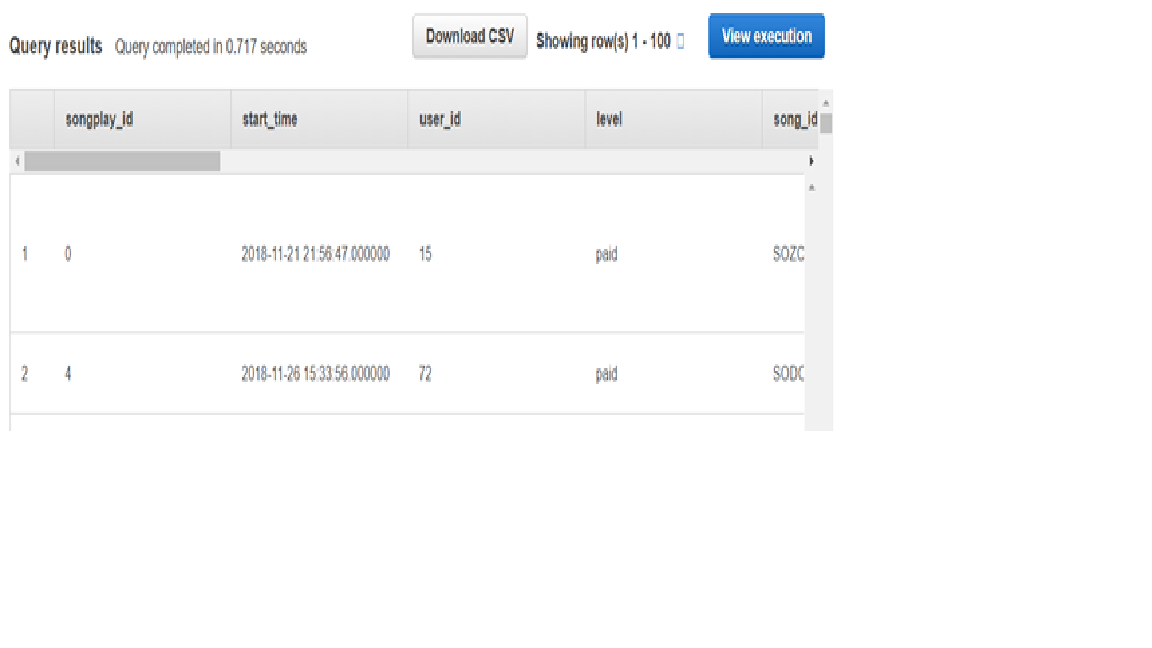 Query results Query completed in 0.717 seconds Download CSV Showing row(s) 1 - 100 View execution
songplay_id start_time user_id level song_id
1 0 2018-11-21 21:56:47.000000 15 paid SOZC
2 4 2018-11-26 15:33:56.000000 72 paid